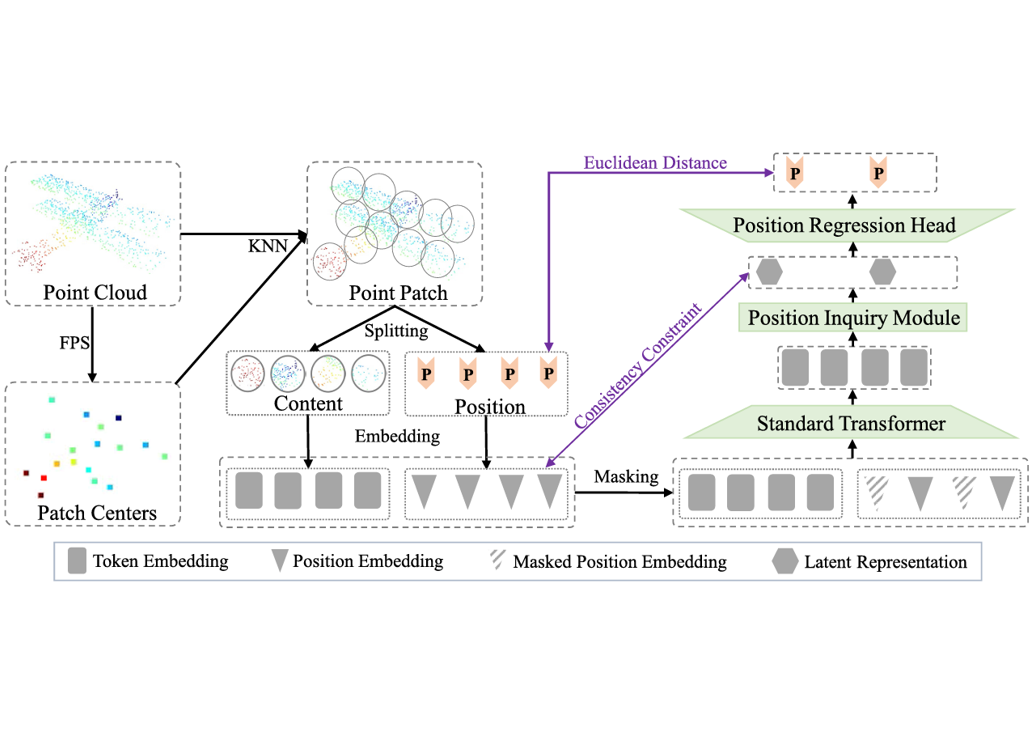 Point Cloud
FPS
Patch Centers
KNN
Point Patch
Splitting
Content
P P P P
Position
Embedding
Masking
Euclidean Distance
Consistency Constraint
P P
Position Regression Head
Position Inquiry Module
Standard Transformer
Token Embedding
Position Embedding
Masked Position Embedding
Latent Representation